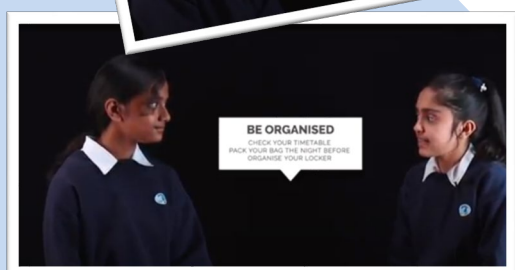 BE ORGANISED
CHECK YOUR TIMETABLE
PACK YOUR BAG THE NIGHT BEFORE
ORGANISE YOUR LOCKER